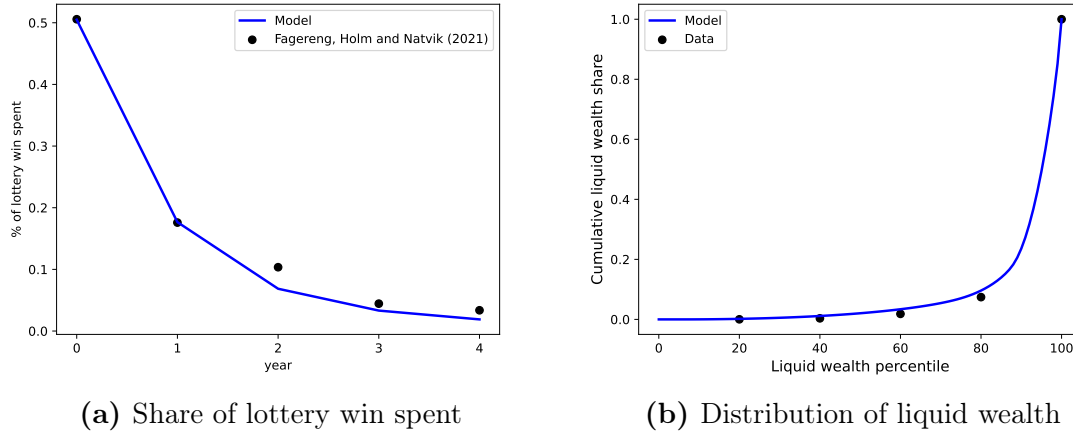 % of lottery win spent
0.5
0.4
0.3
0.2
0.1
0.0
Model
Fagereng, Holm and Natvik (2021)
0 1 2 3 4
year
(a) Share of lottery win spent
Cumulative liquid wealth share
1.0
0.8
0.6
0.4
0.2
0.0
Model
Data
0 20 40 60 80 100
Liquid wealth percentile
(b) Distribution of liquid wealth